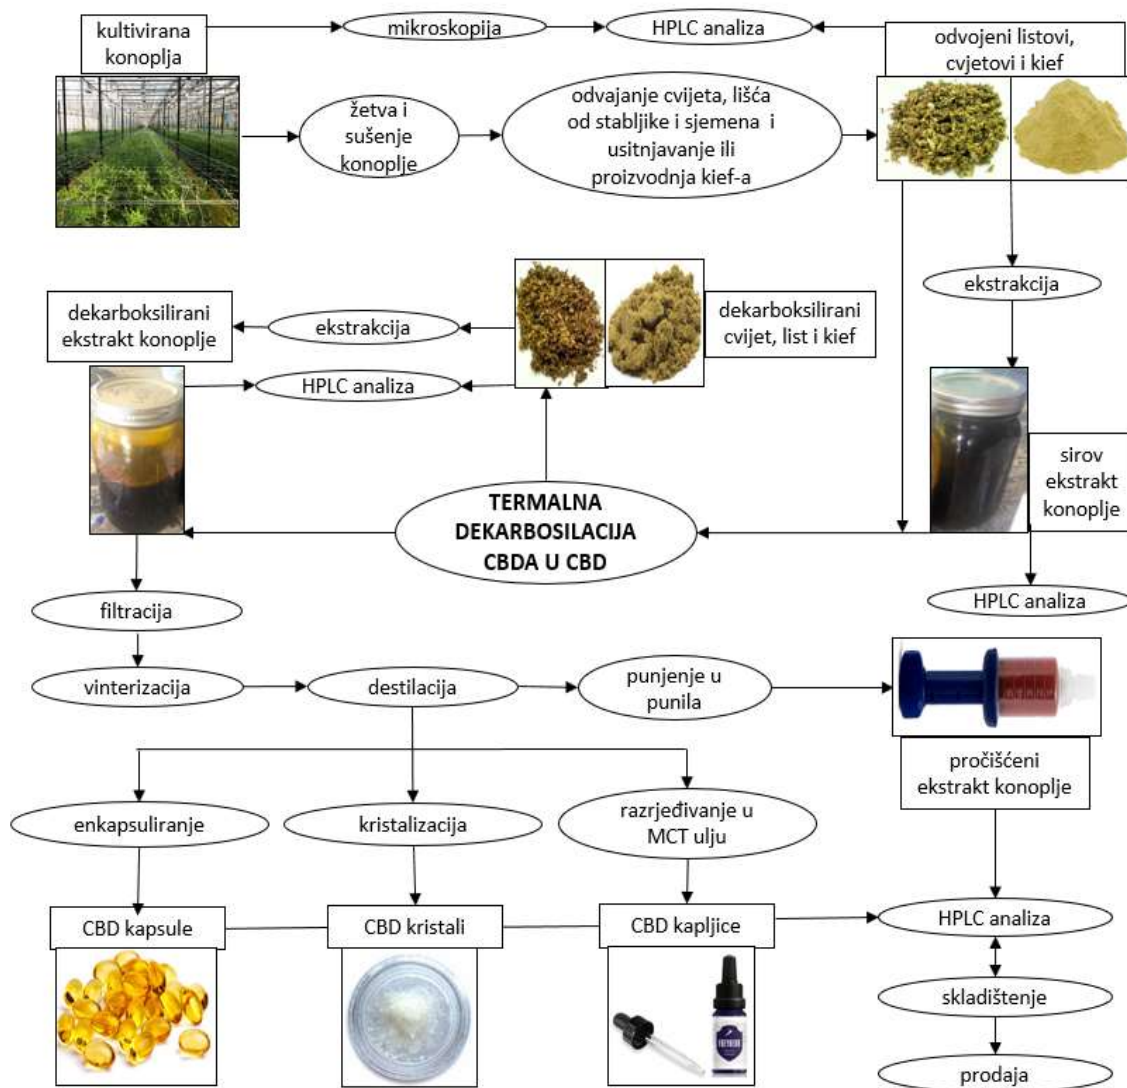 kultivirana
konoplja
mikroskopija
HPLC analiza
odvojeni listovi,
cvjetovi i kief
žetva i
sušenje
konoplje
odvajanje cvijeta, lišća
od stabljike i sjemena i
usitnjavanje ili
proizvodnja kief-a
ekstrakcija
dekarboksilirani
ekstrakt konoplje
ekstrakcija
dekarboksilirani
cvijet, list i kief
HPLC analiza
sirov
ekstrakt
konoplje
TERMALNA
DEKARBOSILACIJA
CBDA U CBD
HPLC analiza
filtracija
vinterizacija
destilacija
punjenje u
punila
pročišćeni
ekstrakt konoplje
enkapsuliranje
kristalizacija
razrjeđivanje u
MCT ulju
CBD kapsule
CBD kristali
CBD kapljice
HPLC analiza
skladištenje
prodaja